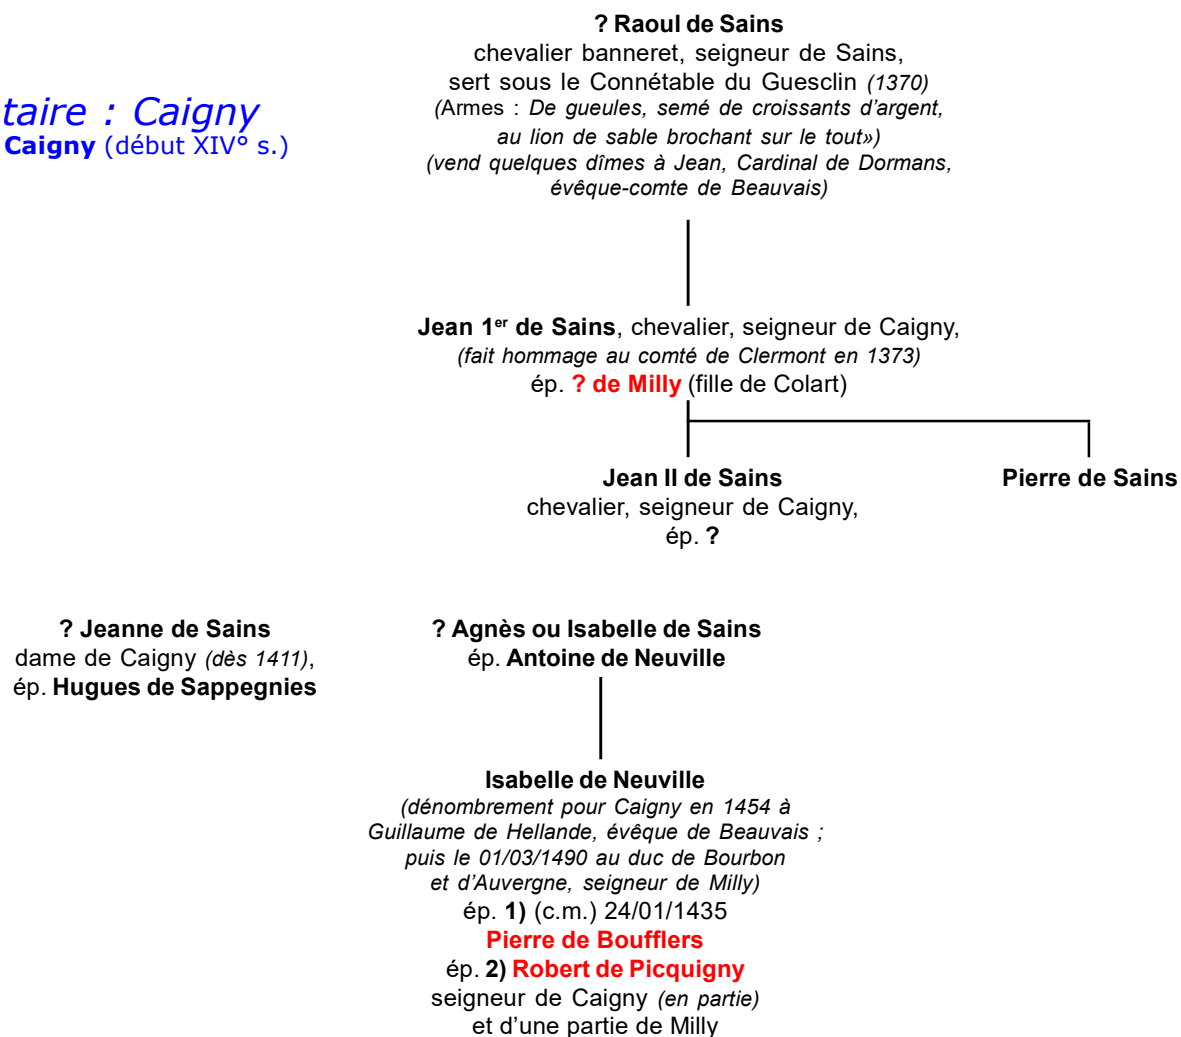 taire : Caigny
Caigny (début XIV° s.)
? Raoul de Sains
chevalier banneret, seigneur de Sains,
sert sous le Connétable du Guesclin (1370)
(Armes : De gueules, semé de croissants d'argent,
au lion de sable brochant sur le tout»)
(vend quelques dîmes à Jean, Cardinal de Dormans,
évêque-comte de Beauvais)
Jean 1er de Sains, chevalier, seigneur de Caigny,
(fait hommage au comté de Clermont en 1373)
ép. ? de Milly (fille de Colart)
Jean II de Sains
chevalier, seigneur de Caigny,
ép. ?
Pierre de Sains
? Jeanne de Sains
dame de Caigny (dès 1411),
ép. Hugues de Sappegnies
? Agnès ou Isabelle de Sains
ép. Antoine de Neuville
Isabelle de Neuville
(dénombrement pour Caigny en 1454 à
Guillaume de Hellande, évêque de Beauvais ;
puis le 01/03/1490 au duc de Bourbon
et d'Auvergne, seigneur de Milly)
ép. 1) (c.m.) 24/01/1435
Pierre de Boufflers
ép. 2) Robert de Picquigny
seigneur de Caigny (en partie)
et d'une partie de Milly